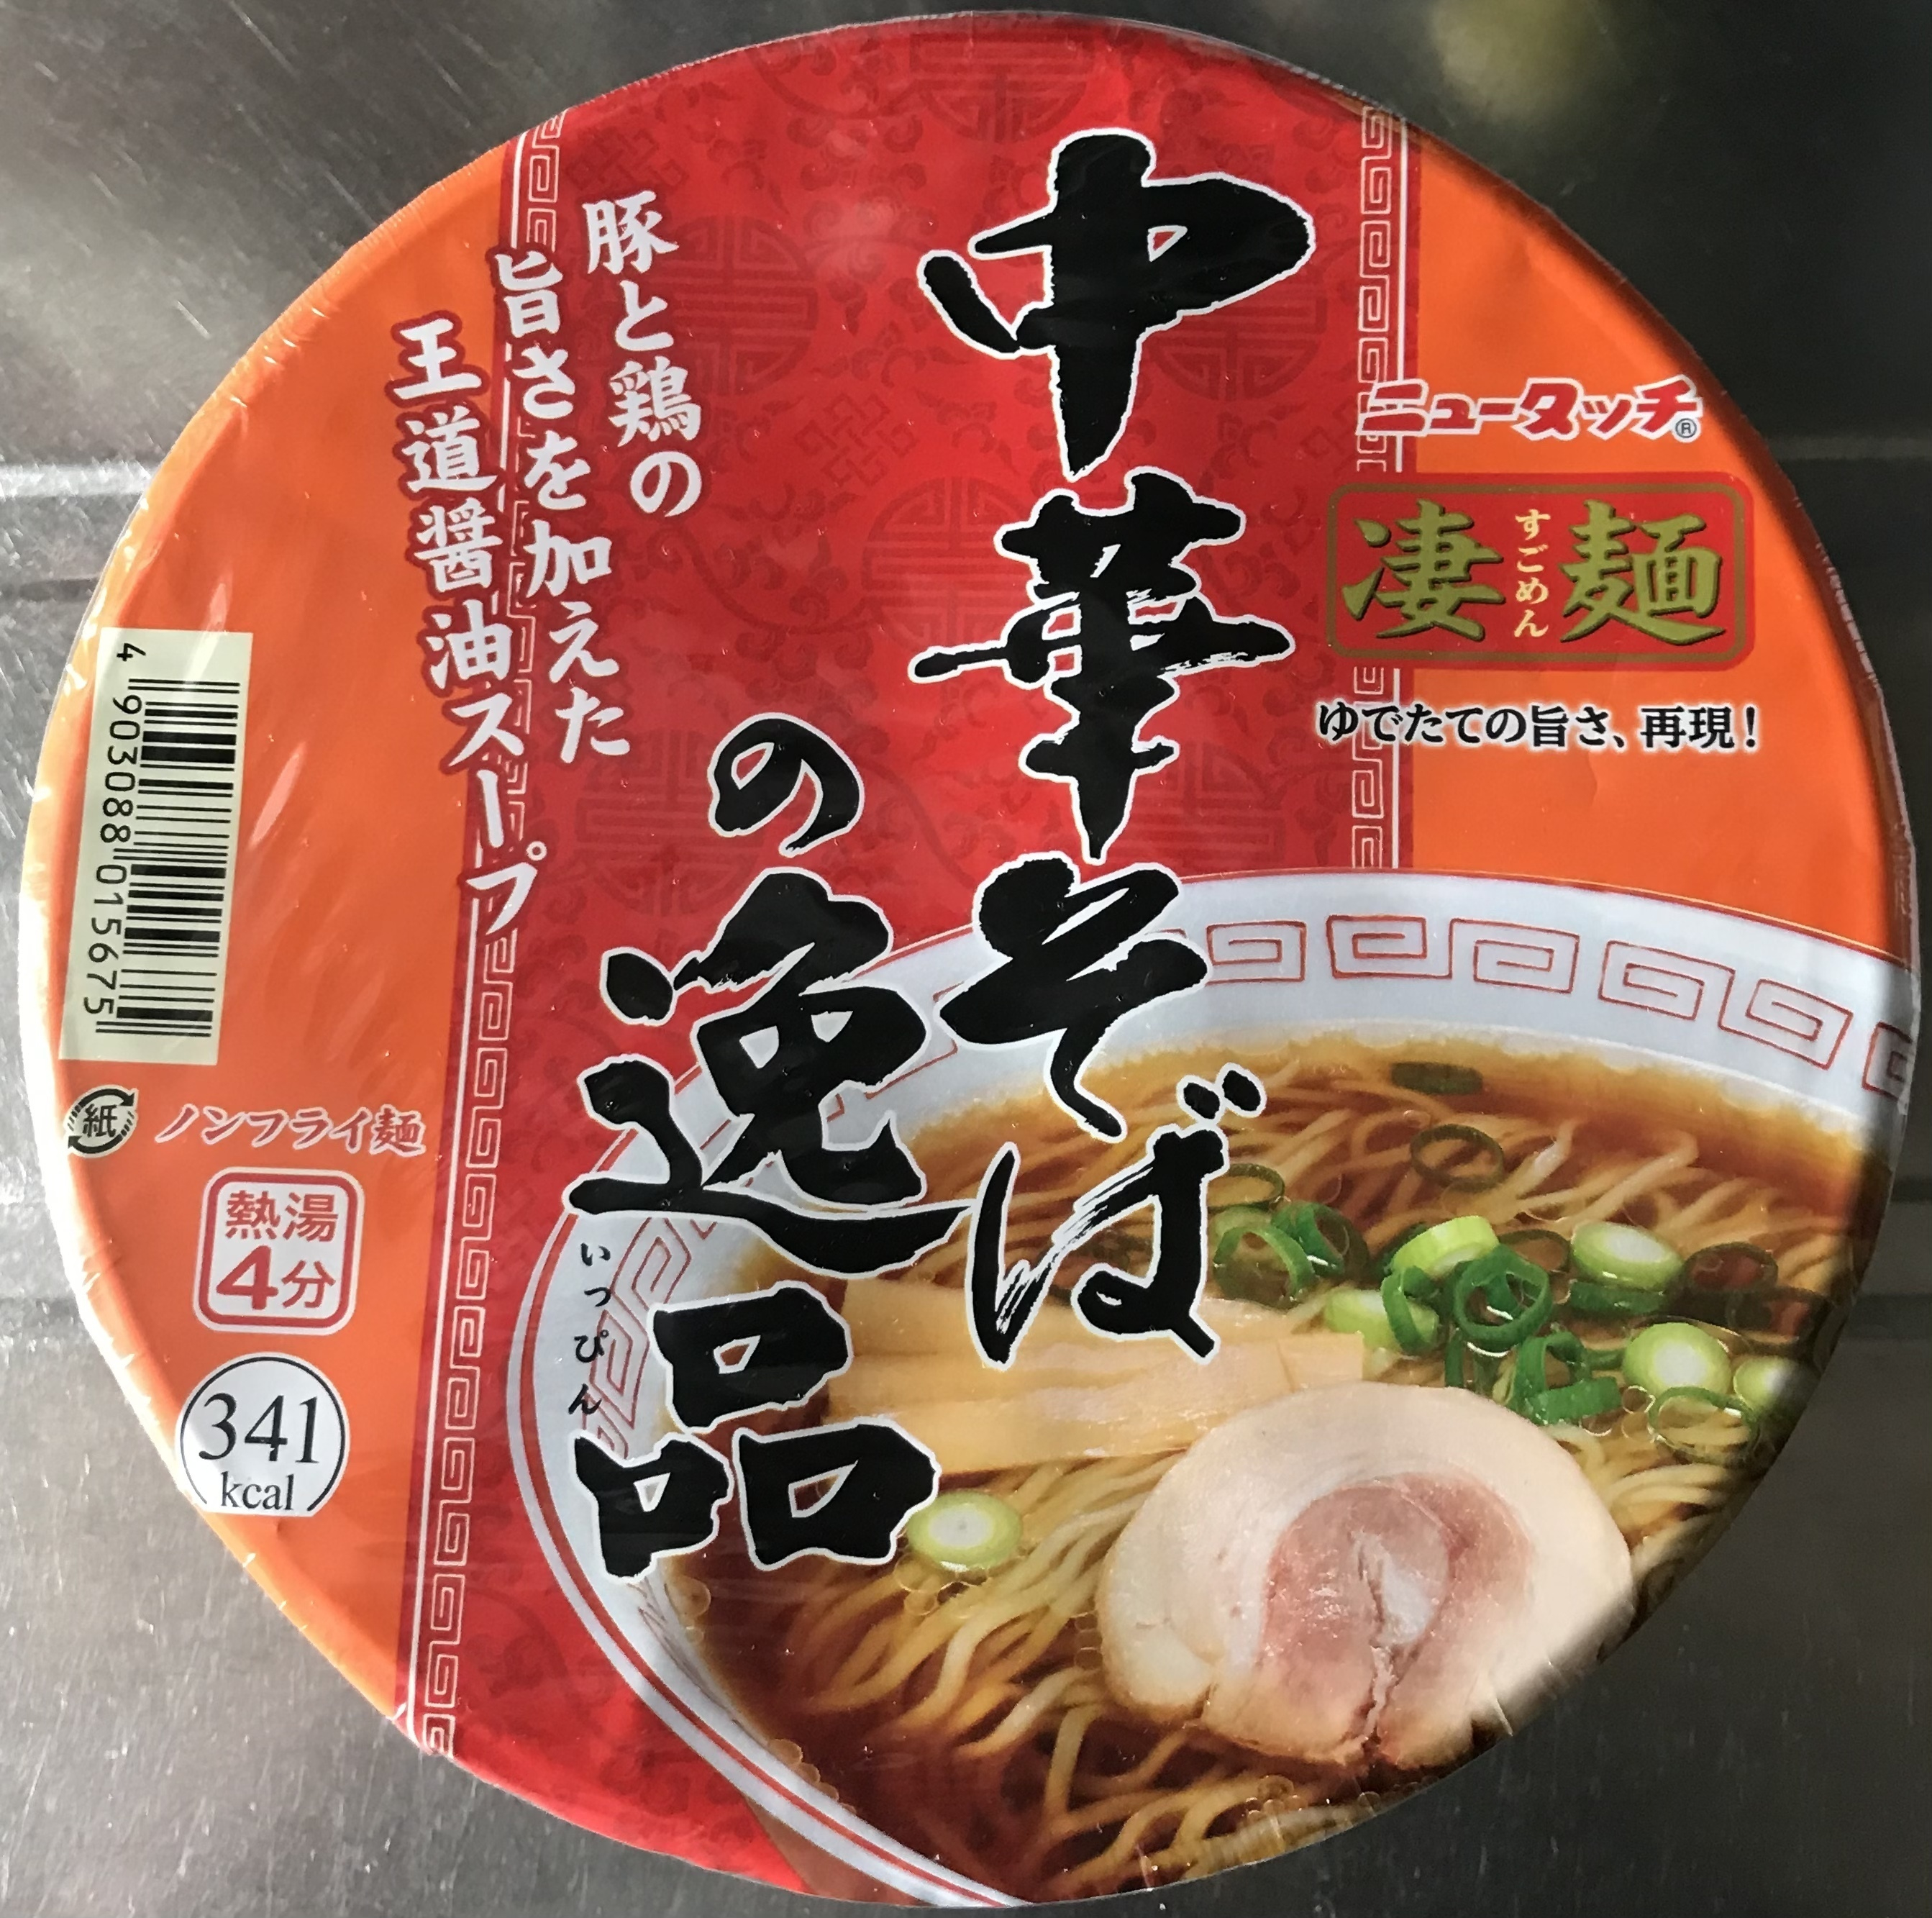 ニュータッチ®
凄麺
すごめん
ゆでたての旨さ、再現!
中華そば
の逸品
いっぴん
豚と鶏の
旨さを加えた
王道醤油スープ
4 903088 015675
紙
ノンフライ麺
熱湯
4分
341
kcal